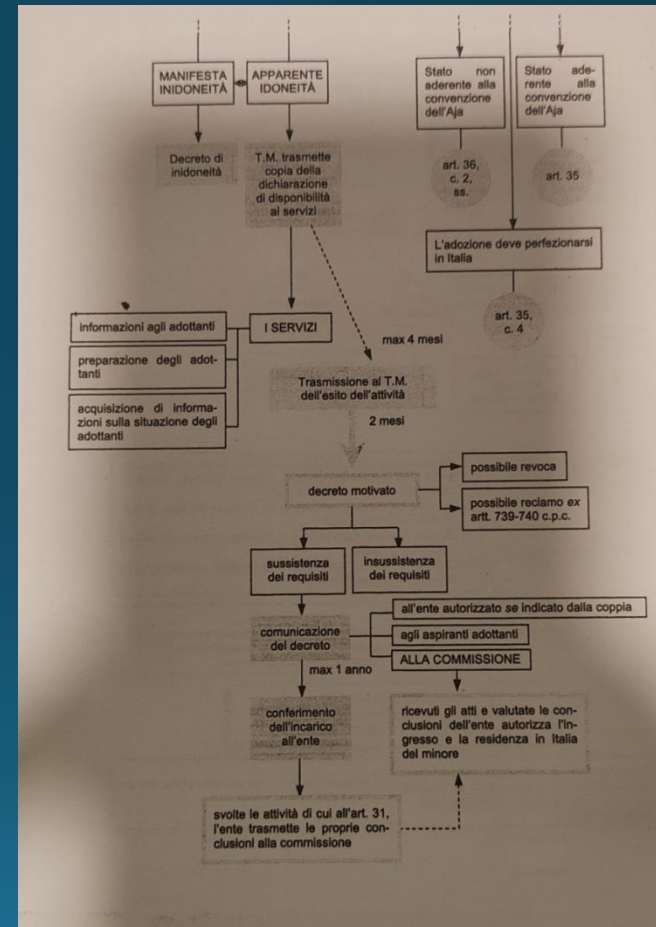 MANIFESTA
INIDONEITÀ
APPARENTE
IDONEITÀ
Decreto di
inidoneità
T.M. trasmette
copia della
dichiarazione
di disponibilità
ai servizi
Stato non
aderente alla
convenzione
dell'Aja
Stato ade-
rente alla
convenzione
dell'Aja
art. 36,
c. 2,
ss.
art. 35
L'adozione deve perfezionarsi
in Italia
art. 35,
c. 4
I SERVIZI
informazioni agli adottanti
preparazione degli adot-
tanti
acquisizione di informa-
zioni sulla situazione degli
adottanti
max 4 mesi
Trasmissione al T.M.
dell'esito dell'attività
2 mesi
decreto motivato
possibile revoca
possibile reclamo ex
artt. 739-740 c.p.c.
sussistenza
dei requisiti
insussistenza
dei requisiti
comunicazione
del decreto
all'ente autorizzato se indicato dalla coppia
agli aspiranti adottanti
ALLA COMMISSIONE
max 1 anno
conferimento
dell'incarico
all'ente
ricevuti gli atti e valutate le con-
clusioni dell'ente autorizza l'in-
gresso e la residenza in Italia
del minore
svolte le attività di cui all'art. 31,
l'ente trasmette le proprie con-
clusioni alla commissione